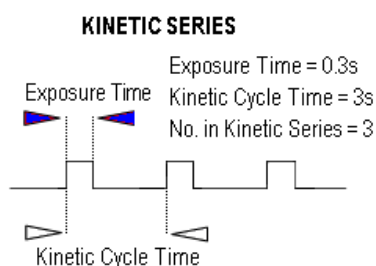 KINETIC SERIES
Exposure Time = 0.3s
Exposure Time
Kinetic Cycle Time = 3s
No. in Kinetic Series = 3
Kinetic Cycle Time